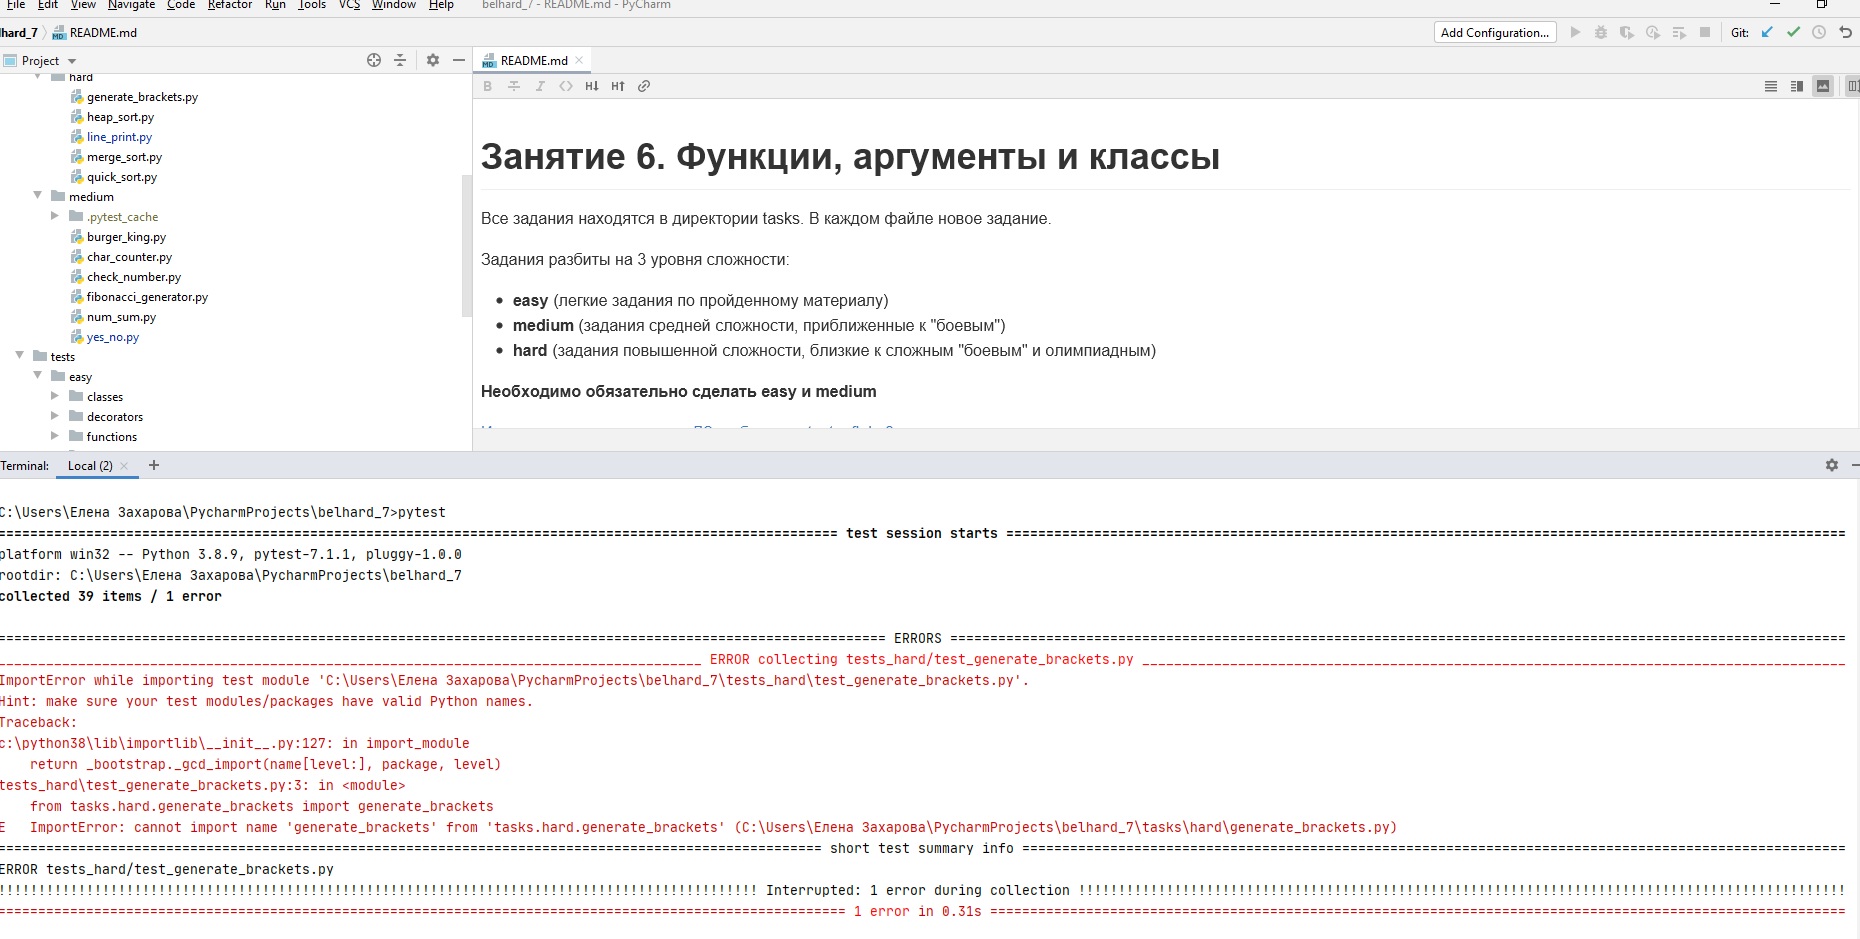 File Edit View Navigate Code Refactor Run Tools VCS Window Help belhard_7 - README.md - PyCharm
lhard_7 README.md Add Configuration... Git:
Project README.md
B I H↓ H↑
hard
generate_brackets.py
heap_sort.py
line_print.py
merge_sort.py
quick_sort.py
medium
.pytest_cache
burger_king.py
char_counter.py
check_number.py
fibonacci_generator.py
num_sum.py
yes_no.py
tests
easy
classes
decorators
functions
Занятие 6. Функции, аргументы и классы
Все задания находятся в директории tasks. В каждом файле новое задание.
Задания разбиты на 3 уровня сложности:
• easy (легкие задания по пройденному материалу)
• medium (задания средней сложности, приближенные к "боевым")
• hard (задания повышенной сложности, близкие к сложным "боевым" и олимпиадным)
Необходимо обязательно сделать easy и medium
Terminal: Local (2) +
C:\Users\Елена Захарова\PycharmProjects\belhard_7>pytest
test session starts
platform win32 -- Python 3.8.9, pytest-7.1.1, pluggy-1.0.0
rootdir: C:\Users\Елена Захарова\PycharmProjects\belhard_7
collected 39 items / 1 error
ERRORS
ERROR collecting tests_hard/test_generate_brackets.py
ImportError while importing test module 'C:\Users\Елена Захарова\PycharmProjects\belhard_7\tests_hard\test_generate_brackets.py'.
Hint: make sure your test modules/packages have valid Python names.
Traceback:
c:\python38\lib\importlib\__init__.py:127: in import_module
return _bootstrap._gcd_import(name[level:], package, level)
tests_hard\test_generate_brackets.py:3: in <module>
from tasks.hard.generate_brackets import generate_brackets
E ImportError: cannot import name 'generate_brackets' from 'tasks.hard.generate_brackets' (C:\Users\Елена Захарова\PycharmProjects\belhard_7\tasks\hard\generate_brackets.py)
short test summary info
ERROR tests_hard/test_generate_brackets.py
Interrupted: 1 error during collection
1 error in 0.31s